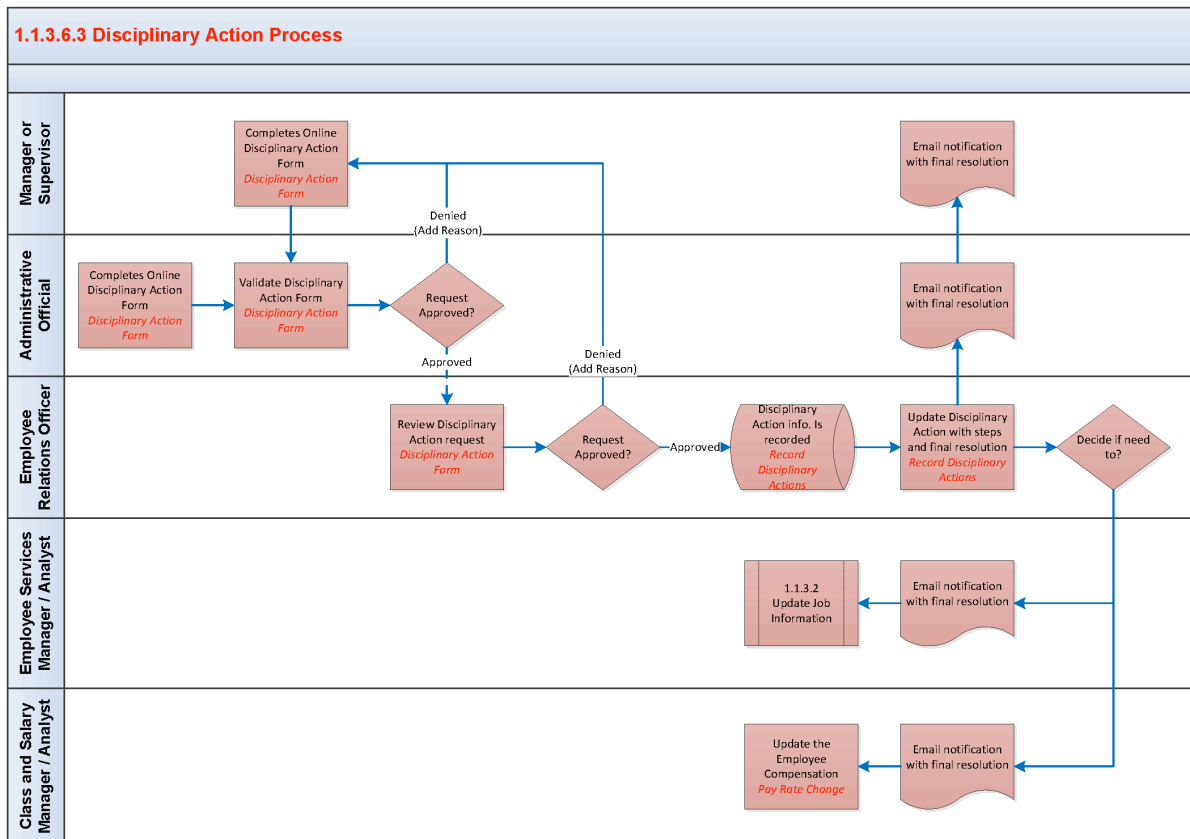 1.1.3.6.3 Disciplinary Action Process
Manager or
Supervisor
Completes Online
Disciplinary Action
Form
Disciplinary Action
Form
Email notification
with final resolution
Denied
(Add Reason)
Administrative
Official
Completes Online
Disciplinary Action
Form
Disciplinary Action
Form
Validate Disciplinary
Action Form
Disciplinary Action
Form
Request
Approved?
Email notification
with final resolution
Approved
Denied
(Add Reason)
Employee
Relations Officer
Review Disciplinary
Action request
Disciplinary Action
Form
Request
Approved?
Approved
Disciplinary
Action info. Is
recorded
Record
Disciplinary
Actions
Update Disciplinary
Action with steps
and final resolution
Record Disciplinary
Actions
Decide if need
to?
Employee Services
Manager / Analyst
1.1.3.2
Update Job
Information
Email notification
with final resolution
Class and Salary
Manager / Analyst
Update the
Employee
Compensation
Pay Rate Change
Email notification
with final resolution